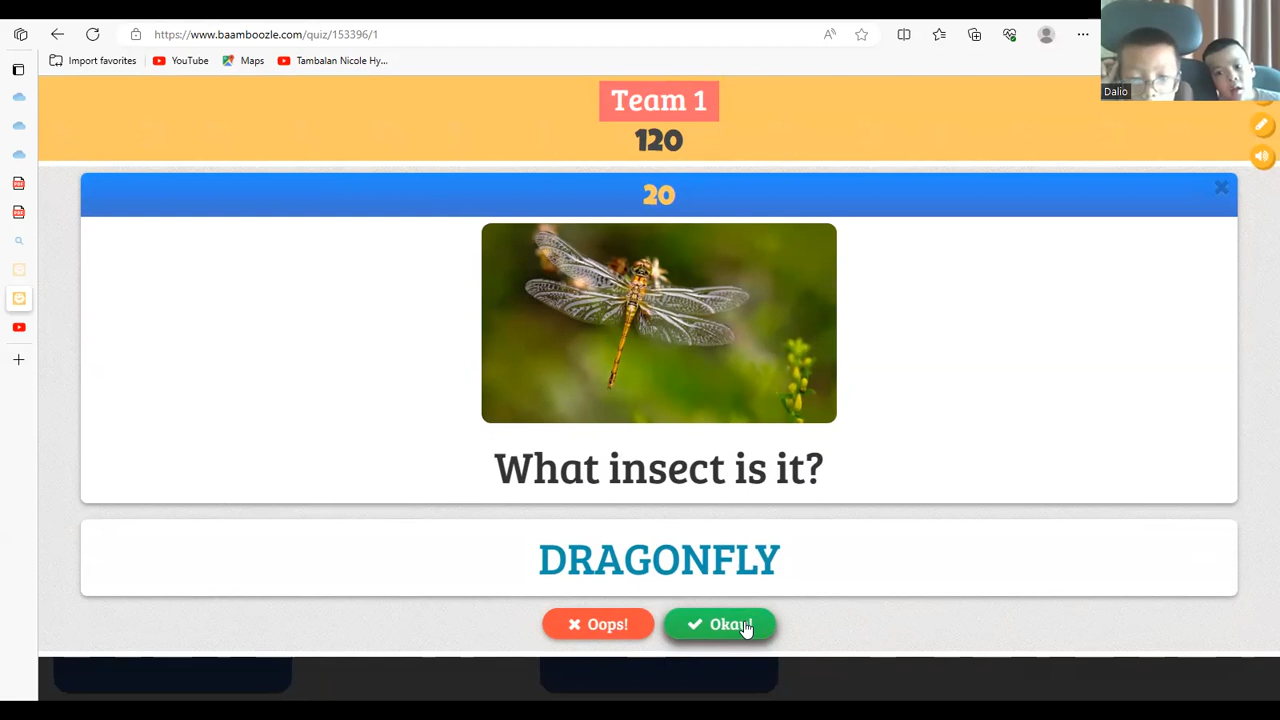 https://www.baamboozle.com/quiz/153396/1
Import favorites
YouTube
Maps
Tambalan Nicole Hy...
Dalio
Team 1
120
20
What insect is it?
DRAGONFLY
Oops!
Okay!